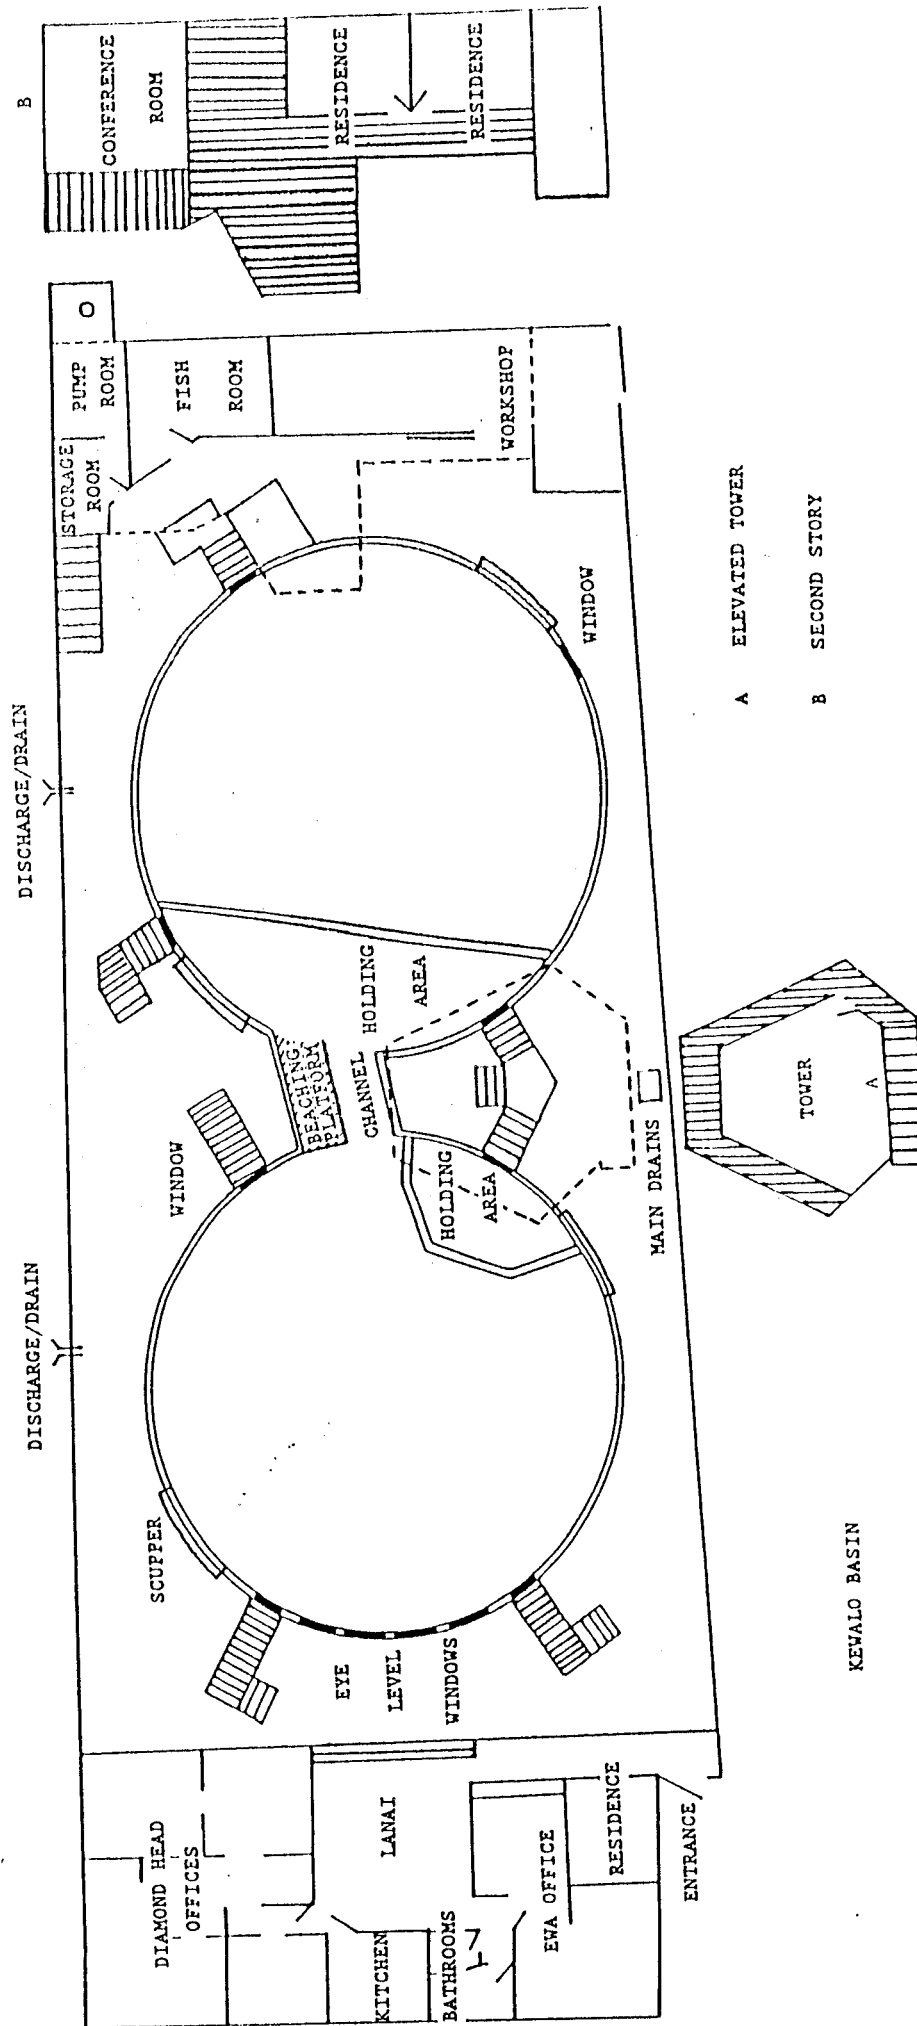 DISCHARGE/DRAIN
DISCHARGE/DRAIN
B
CONFERENCE
ROOM
RESIDENCE
RESIDENCE
O
PUMP
ROOM
STORAGE
ROOM
FISH
ROOM
WORKSHOP
WINDOW
WINDOW
SCUPPER
BEACHING
PLATFORM
CHANNEL
HOLDING
AREA
HOLDING
AREA
MAIN DRAINS
TOWER
A
EYE
LEVEL
WINDOWS
DIAMOND HEAD
OFFICES
LANAI
KITCHEN
BATHROOMS
EWA OFFICE
RESIDENCE
ENTRANCE
KEWALO BASIN
A ELEVATED TOWER
B SECOND STORY